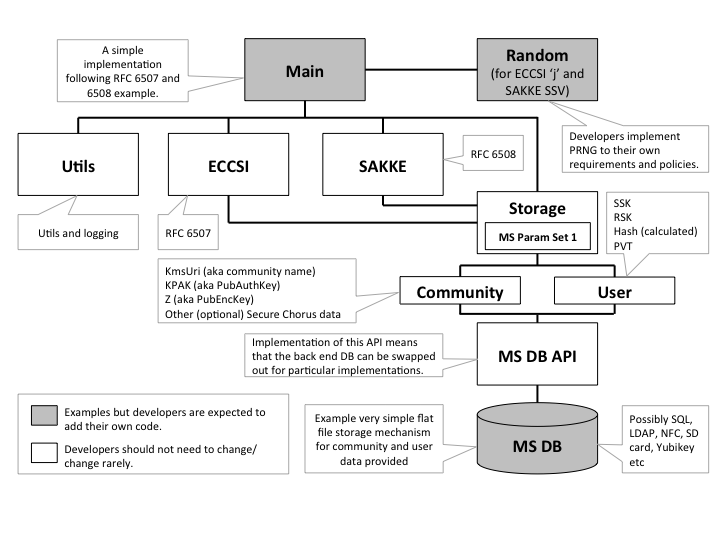 A simple
implementation
following RFC 6507 and
6508 example.
Main
Random
(for ECCSI ‘j’ and
SAKKE SSV)
Developers implement
PRNG to their own
requirements and policies.
Utils
ECCSI
SAKKE
RFC 6508
Utils and logging
RFC 6507
Storage
MS Param Set 1
SSK
RSK
Hash (calculated)
PVT
KmsUri (aka community name)
KPAK (aka PubAuthKey)
Z (aka PubEncKey)
Other (optional) Secure Chorus data
Community
User
Implementation of this API means
that the back end DB can be swapped
out for particular implementations.
MS DB API
Examples but developers are expected to
add their own code.
Developers should not need to change/
change rarely.
Example very simple flat
file storage mechanism
for community and user
data provided
MS DB
Possibly SQL,
LDAP, NFC, SD
card, Yubikey
etc